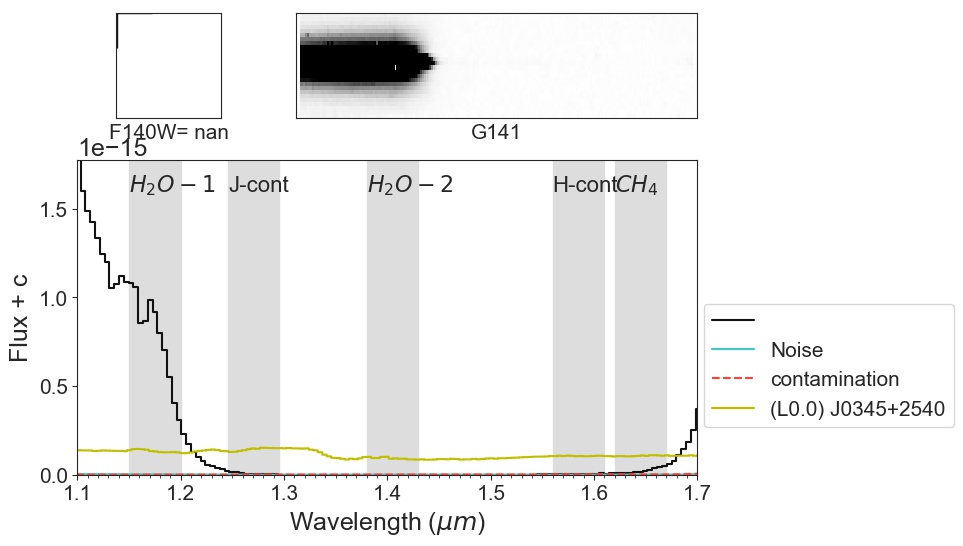 F140W= nan
G141
1e−15
H₂O − 1 J-cont H₂O − 2 H-cont CH₄
1.5
1.0
0.5
0.0
Flux + c
1.1 1.2 1.3 1.4 1.5 1.6 1.7
Wavelength (μm)
Noise
contamination
(L0.0) J0345+2540